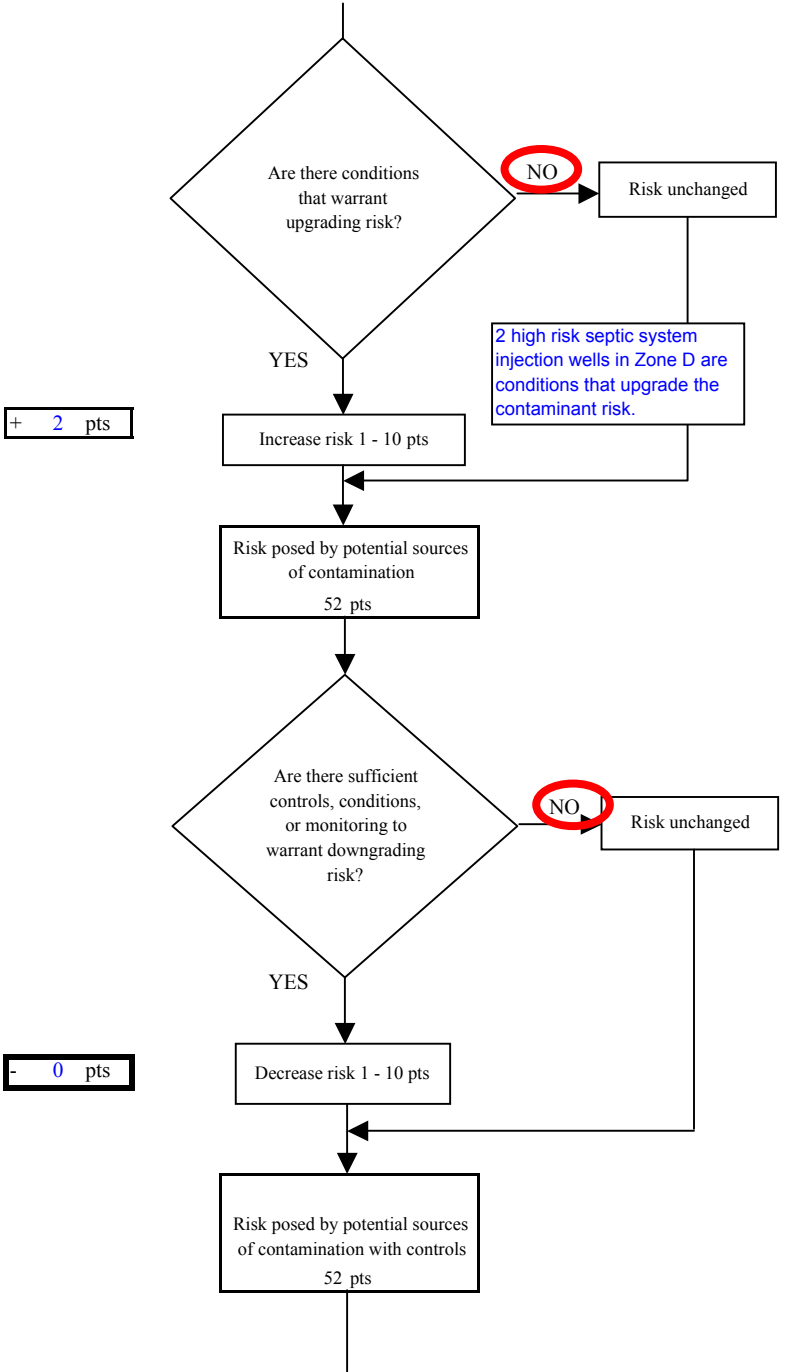 Are there conditions
that warrant
upgrading risk?
NO
Risk unchanged
YES
2 high risk septic system
injection wells in Zone D are
conditions that upgrade the
contaminant risk.
+ 2 pts
Increase risk 1 - 10 pts
Risk posed by potential sources
of contamination
52 pts
Are there sufficient
controls, conditions,
or monitoring to
warrant downgrading
risk?
NO
Risk unchanged
YES
- 0 pts
Decrease risk 1 - 10 pts
Risk posed by potential sources
of contamination with controls
52 pts